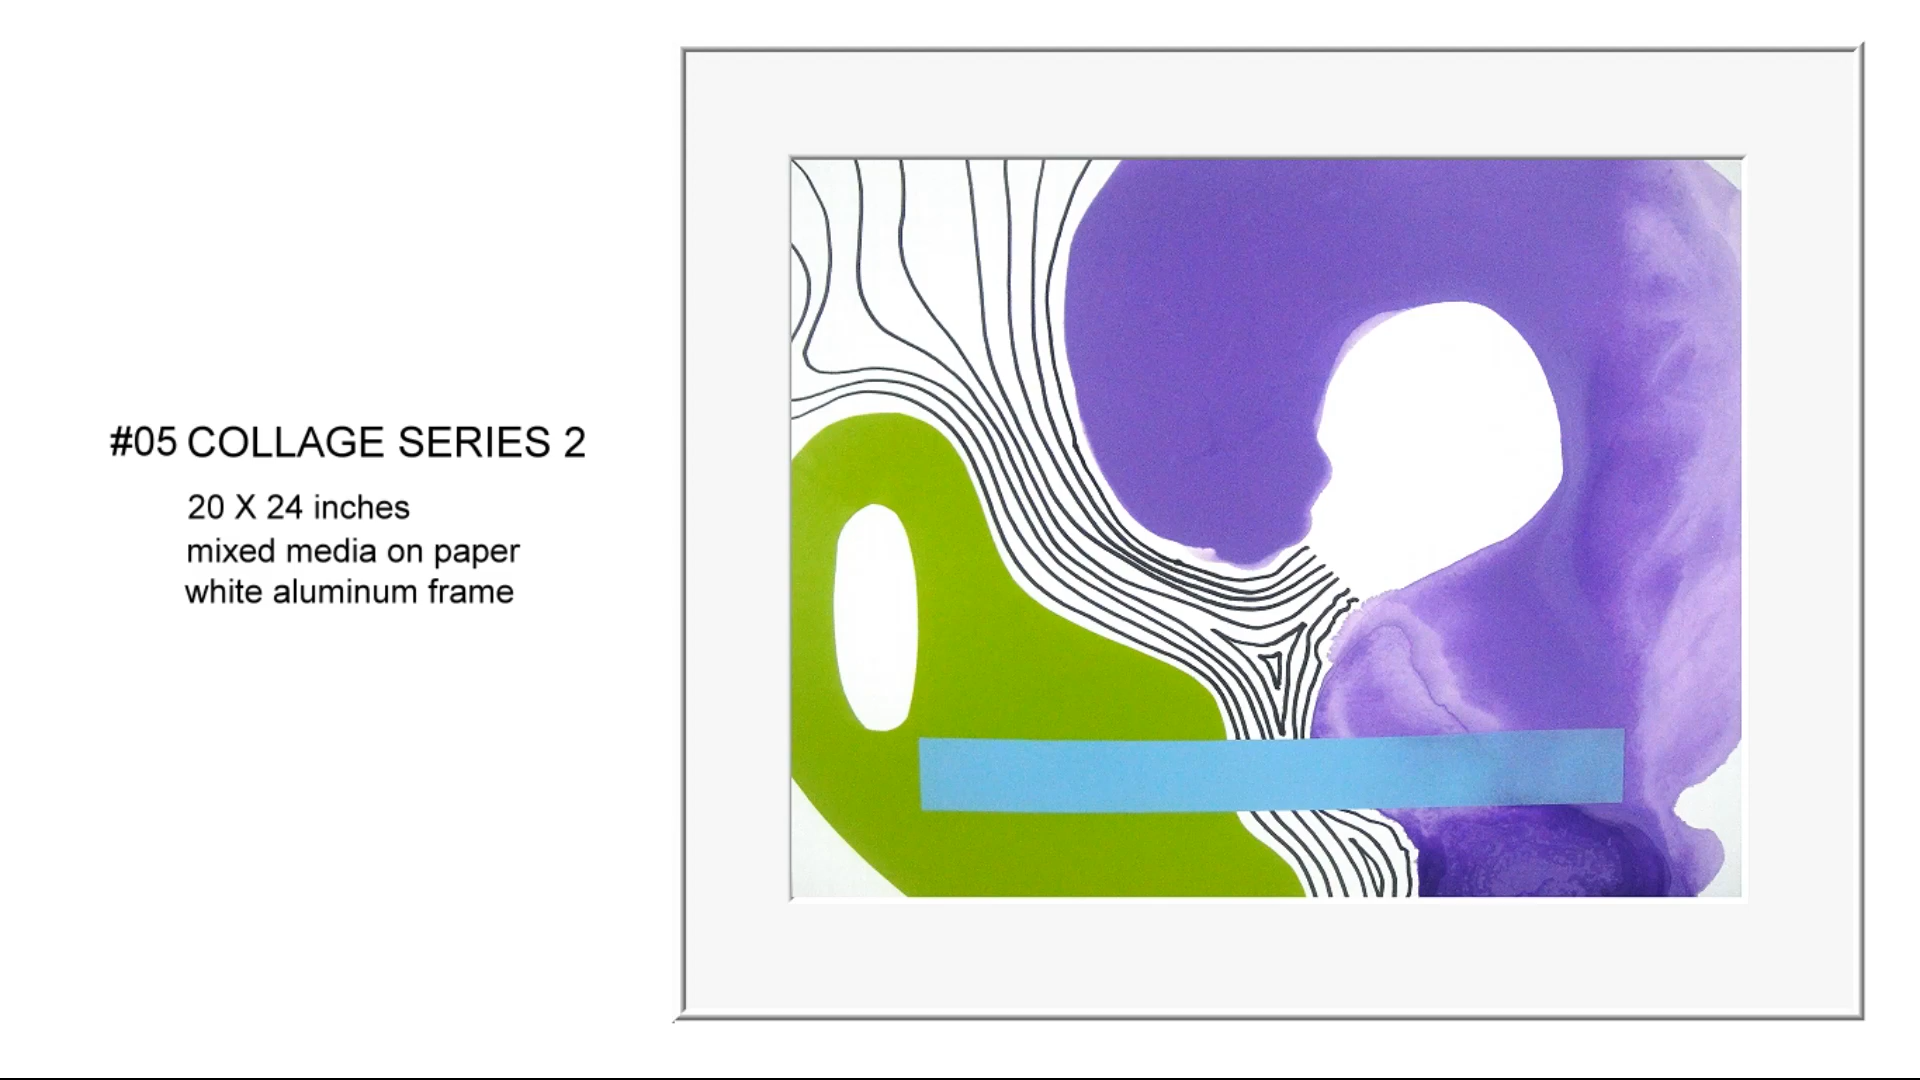 #05 COLLAGE SERIES 2
20 X 24 inches
mixed media on paper
white aluminum frame